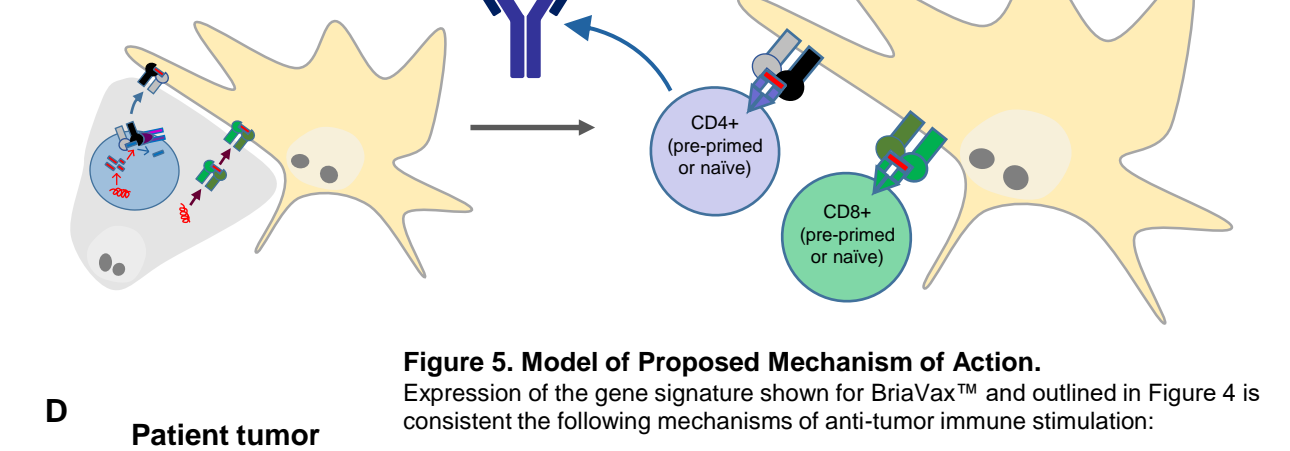 CD4+
(pre-primed
or naïve)
CD8+
(pre-primed
or naïve)
Figure 5. Model of Proposed Mechanism of Action.
Expression of the gene signature shown for BriaVax™ and outlined in Figure 4 is
consistent the following mechanisms of anti-tumor immune stimulation:
D
Patient tumor